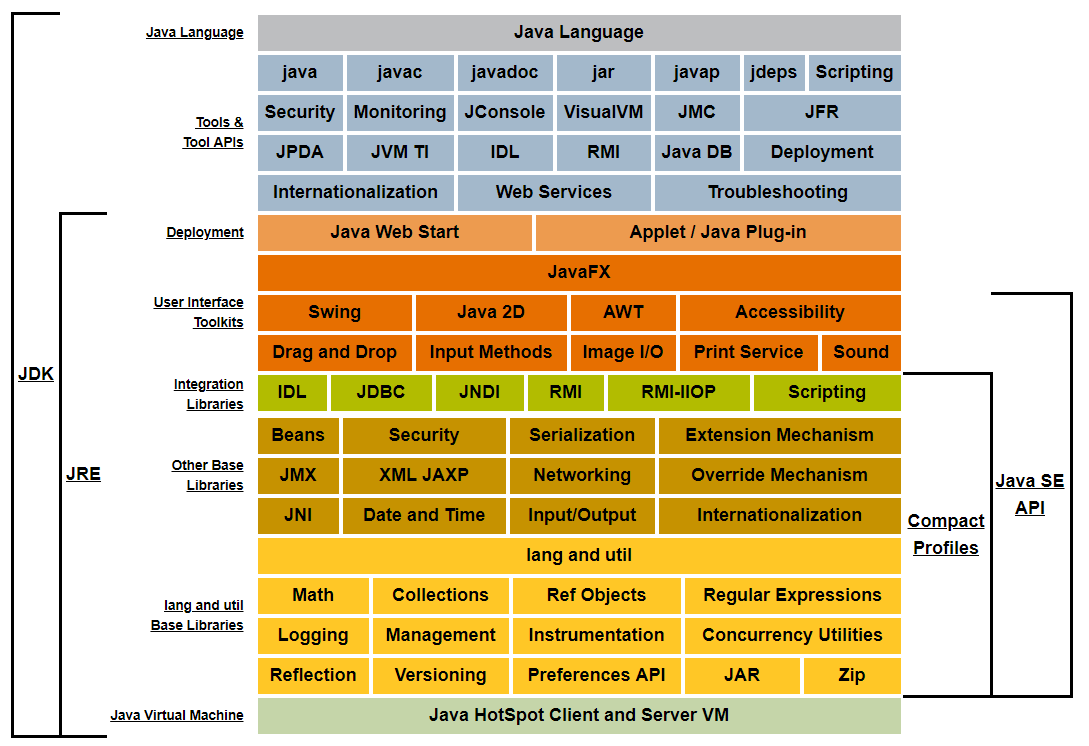 Java Language
Java Language
java javac javadoc jar javap jdeps Scripting
Tools &
Tool APIs
Security Monitoring JConsole VisualVM JMC JFR
JPDA JVM TI IDL RMI Java DB Deployment
Internationalization Web Services Troubleshooting
Deployment
Java Web Start Applet / Java Plug-in
JavaFX
User Interface
Toolkits
Swing Java 2D AWT Accessibility
Drag and Drop Input Methods Image I/O Print Service Sound
JDK
Integration
Libraries
IDL JDBC JNDI RMI RMI-IIOP Scripting
JRE
Other Base
Libraries
Beans Security Serialization Extension Mechanism
JMX XML JAXP Networking Override Mechanism
JNI Date and Time Input/Output Internationalization
Java SE
API
Compact
Profiles
lang and util
lang and util
Base Libraries
Math Collections Ref Objects Regular Expressions
Logging Management Instrumentation Concurrency Utilities
Reflection Versioning Preferences API JAR Zip
Java Virtual Machine
Java HotSpot Client and Server VM